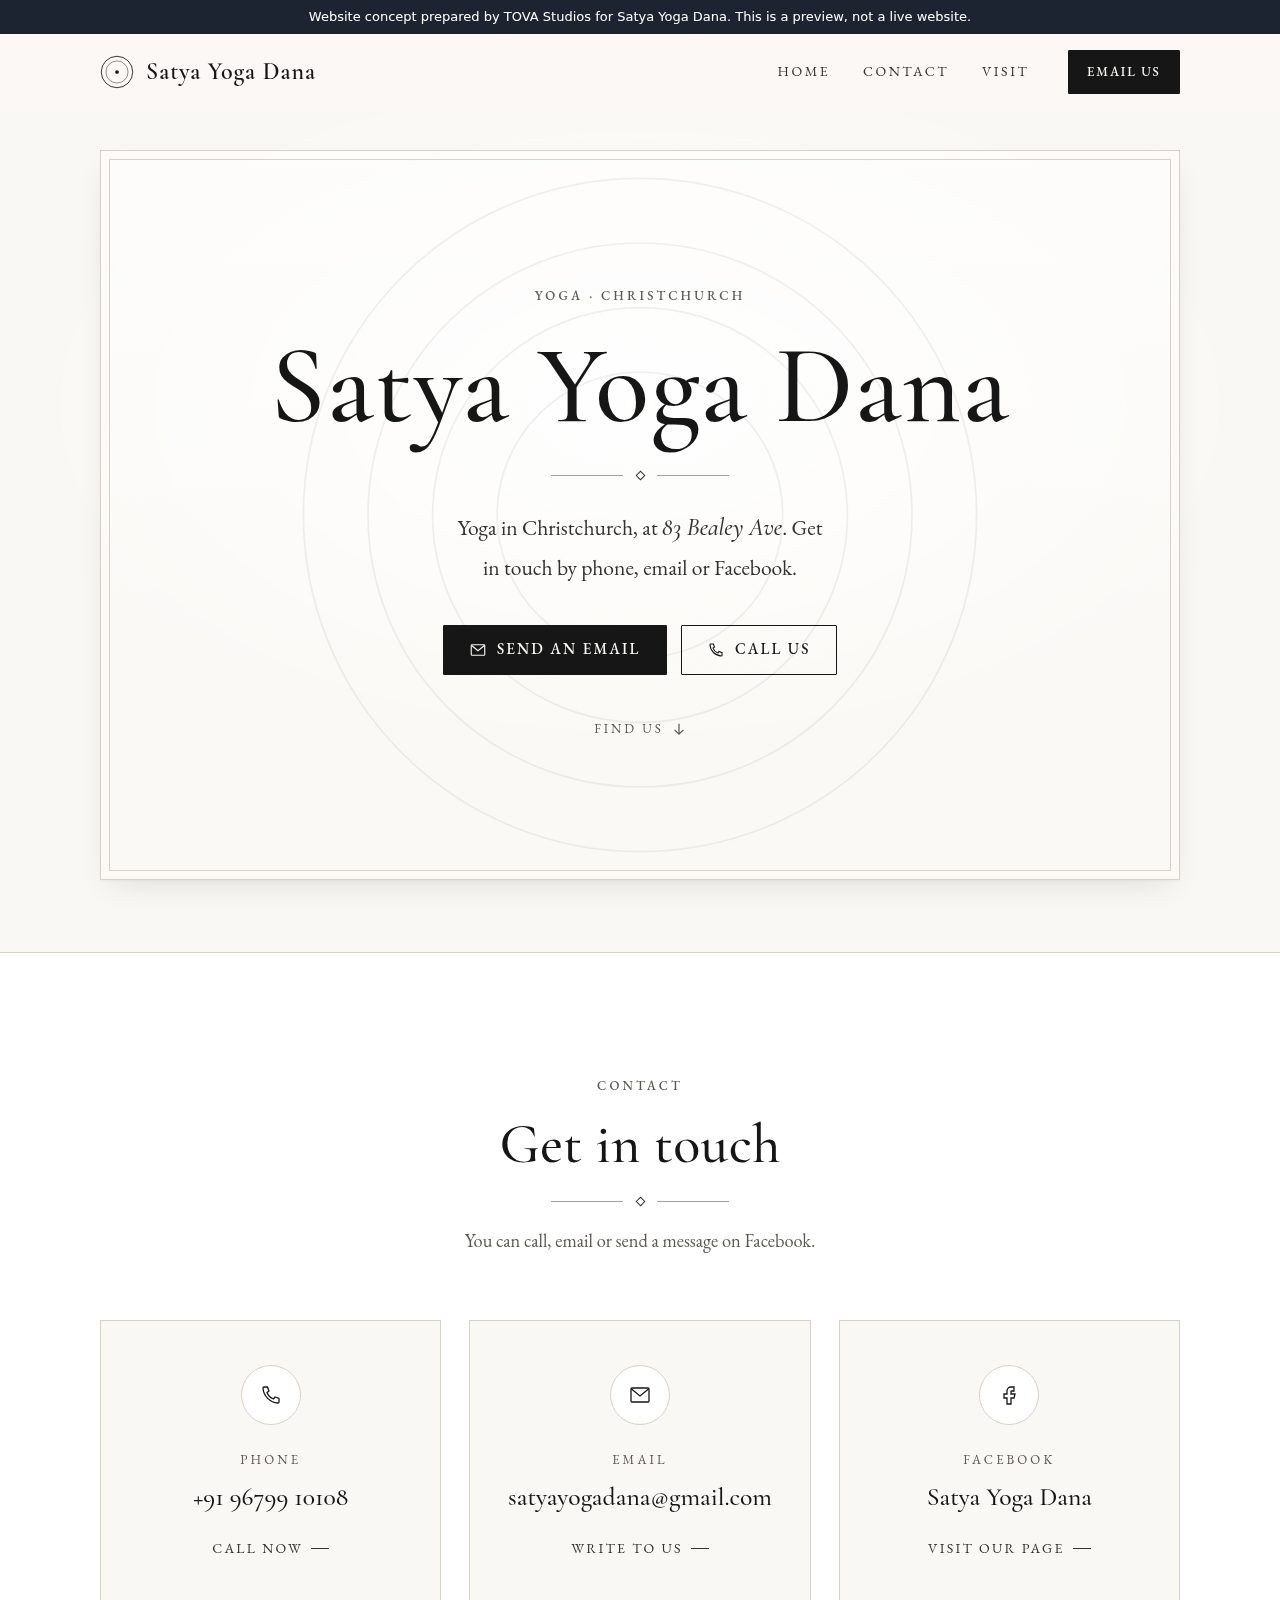 Website concept prepared by TOVA Studios for Satya Yoga Dana. This is a preview, not a live website.
Satya Yoga Dana
HOME
CONTACT
VISIT
EMAIL US
YOGA · CHRISTCHURCH
Satya Yoga Dana
Yoga in Christchurch, at 83 Bealey Ave. Get
in touch by phone, email or Facebook.
SEND AN EMAIL
CALL US
FIND US ↓
CONTACT
Get in touch
You can call, email or send a message on Facebook.
PHONE
+91 96799 10108
CALL NOW
EMAIL
satyayogadana@gmail.com
WRITE TO US
FACEBOOK
Satya Yoga Dana
VISIT OUR PAGE